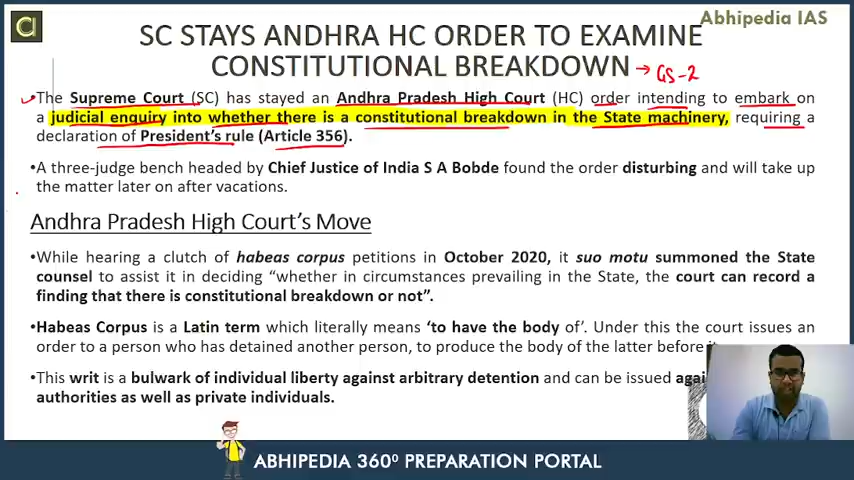 Abhipedia IAS
SC STAYS ANDHRA HC ORDER TO EXAMINE
CONSTITUTIONAL BREAKDOWN → GS-2
The Supreme Court (SC) has stayed an Andhra Pradesh High Court (HC) order intending to embark on
a judicial enquiry into whether there is a constitutional breakdown in the State machinery, requiring a
declaration of President's rule (Article 356).
A three-judge bench headed by Chief Justice of India S A Bobde found the order disturbing and will take up
the matter later on after vacations.
Andhra Pradesh High Court's Move
While hearing a clutch of habeas corpus petitions in October 2020, it suo motu summoned the State
counsel to assist it in deciding "whether in circumstances prevailing in the State, the court can record a
finding that there is constitutional breakdown or not".
Habeas Corpus is a Latin term which literally means 'to have the body of'. Under this the court issues an
order to a person who has detained another person, to produce the body of the latter before
This writ is a bulwark of individual liberty against arbitrary detention and can be issued
authorities as well as private individuals.
ABHIPEDIA 360⁰ PREPARATION PORTAL